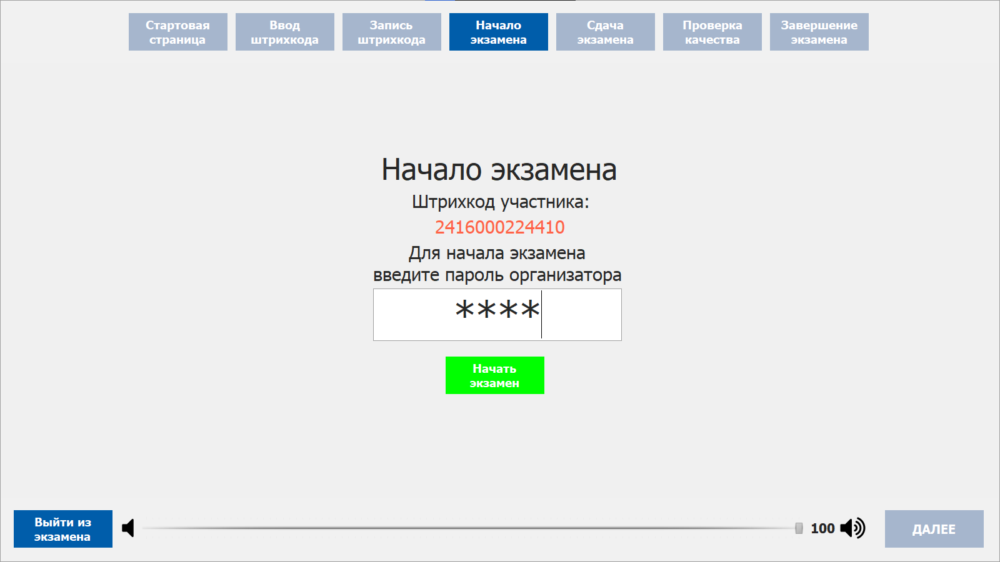 Стартовая
страница
Ввод
штрихкода
Запись
штрихкода
Начало
экзамена
Сдача
экзамена
Проверка
качества
Завершение
экзамена
Начало экзамена
Штрихкод участника:
2416000224410
Для начала экзамена
введите пароль организатора
****
Начать
экзамен
Выйти из
экзамена
100
ДАЛЕЕ